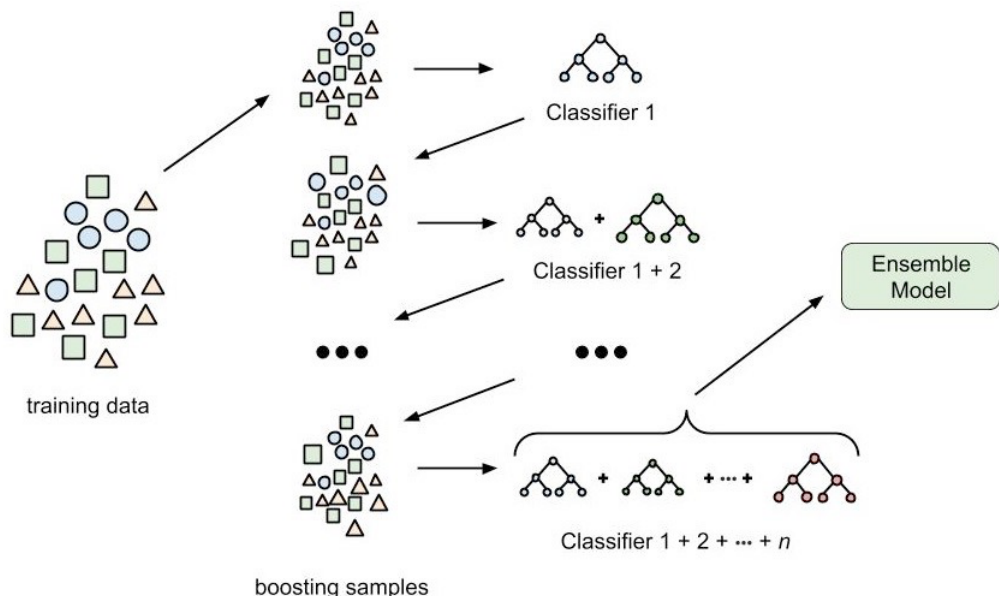 Classifier 1
+
Classifier 1 + 2
Ensemble
Model
training data
+ + ··· +
Classifier 1 + 2 + ··· + n
boosting samples